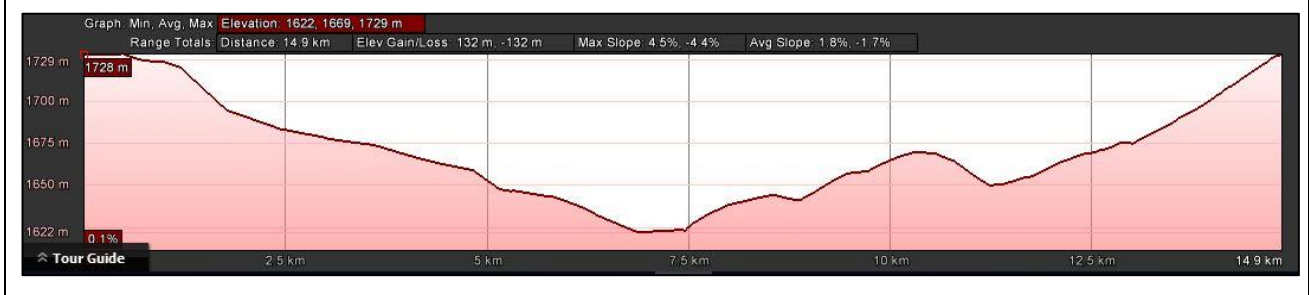 Graph: Min, Avg, Max Elevation: 1622, 1669, 1729 m
Range Totals: Distance: 14.9 km Elev Gain/Loss: 132 m, -132 m Max Slope: 4.5%, -4.4% Avg Slope: 1.8%, -1.7%
1729 m
1728 m
1700 m
1675 m
1650 m
1622 m
0.1%
Tour Guide
2.5 km 5 km 7.5 km 10 km 12.5 km 14.9 km